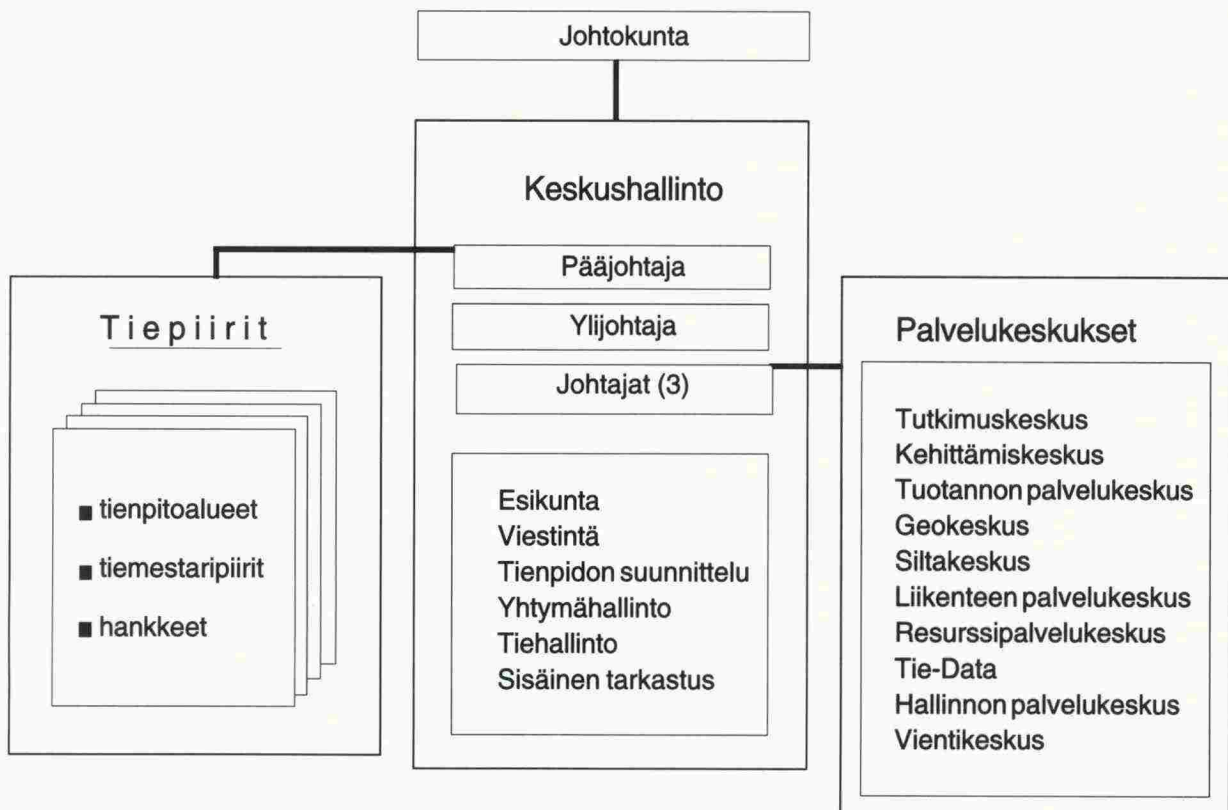 Johtokunta
Keskushallinto
Pääjohtaja
Ylijohtaja
Johtajat (3)
Esikunta
Viestintä
Tienpidon suunnittelu
Yhtymähallinto
Tiehallinto
Sisäinen tarkastus
Tiepiirit
■ tienpitoalueet
■ tiemestaripiirit
■ hankkeet
Palvelukeskukset
Tutkimuskeskus
Kehittämiskeskus
Tuotannon palvelukeskus
Geokeskus
Siltakeskus
Liikenteen palvelukeskus
Resurssipalvelukeskus
Tie-Data
Hallinnon palvelukeskus
Vientikeskus